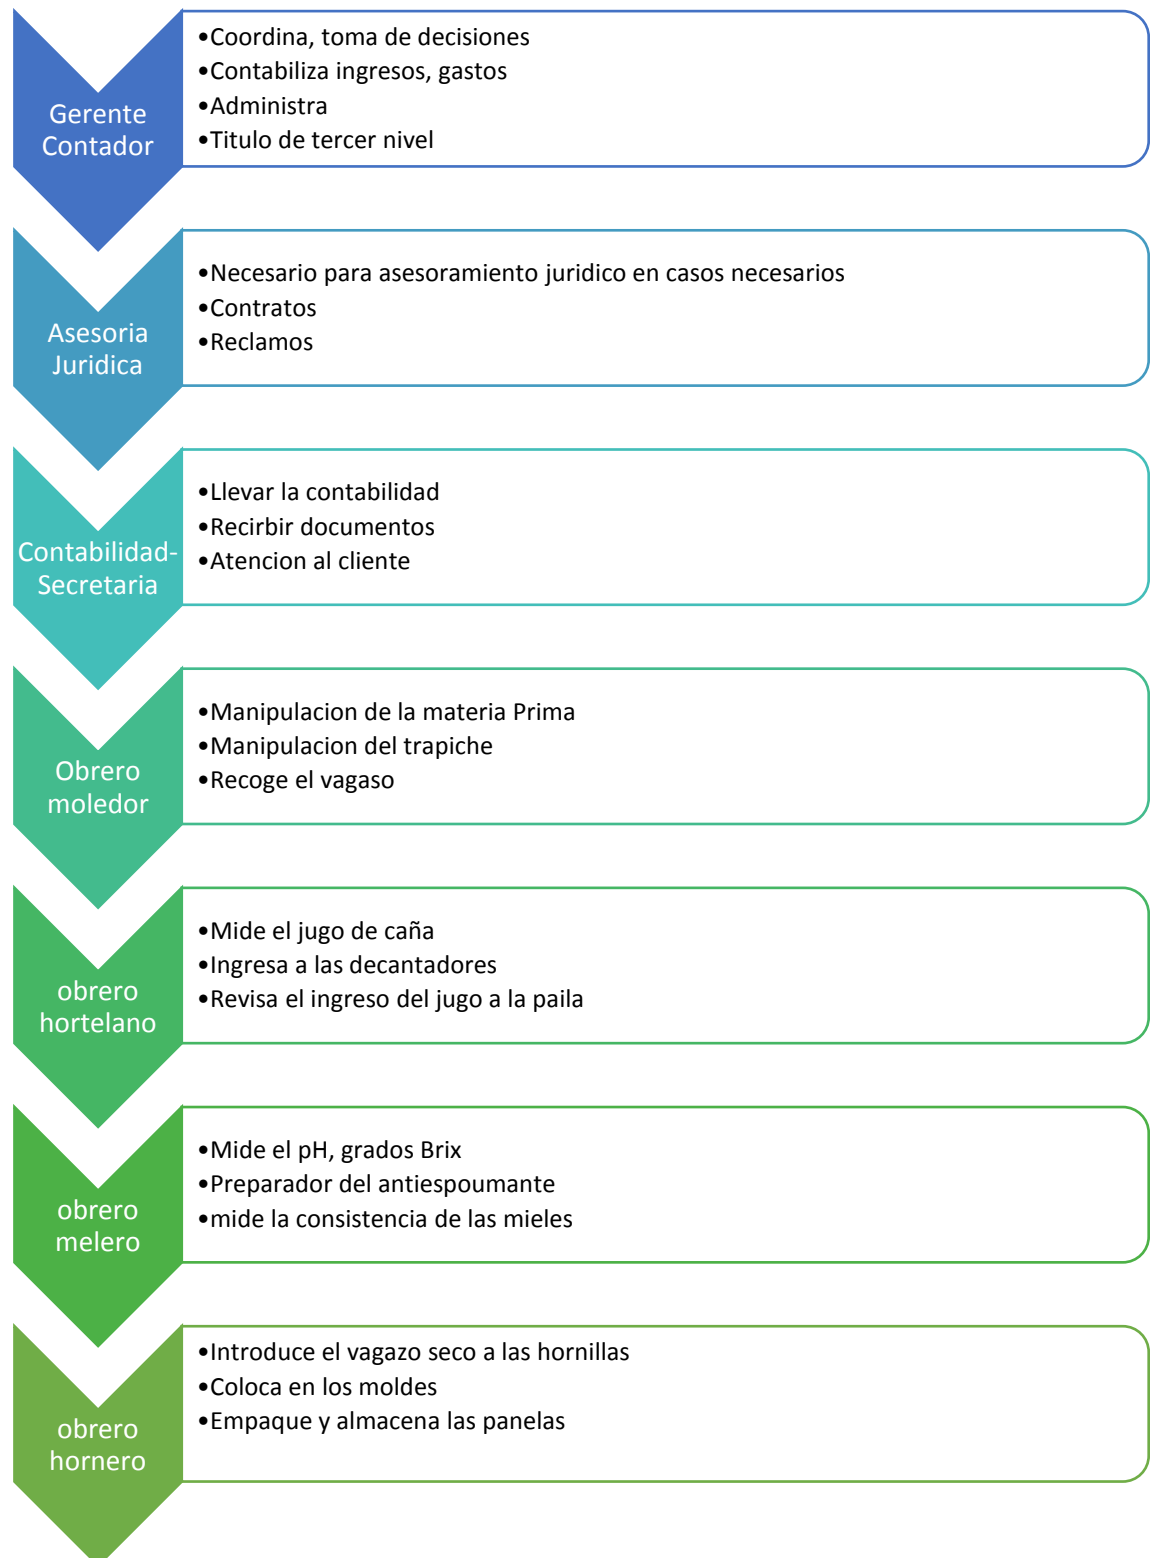 Gerente
Contador
•Coordina, toma de decisiones
•Contabiliza ingresos, gastos
•Administra
•Titulo de tercer nivel
Asesoria
Juridica
•Necesario para asesoramiento juridico en casos necesarios
•Contratos
•Reclamos
Contabilidad-
Secretaria
•Llevar la contabilidad
•Recirbir documentos
•Atencion al cliente
Obrero
moledor
•Manipulacion de la materia Prima
•Manipulacion del trapiche
•Recoge el vagaso
obrero
hortelano
•Mide el jugo de caña
•Ingresa a las decantadores
•Revisa el ingreso del jugo a la paila
obrero
melero
•Mide el pH, grados Brix
•Preparador del antiespoumante
•mide la consistencia de las mieles
obrero
hornero
•Introduce el vagazo seco a las hornillas
•Coloca en los moldes
•Empaque y almacena las panelas